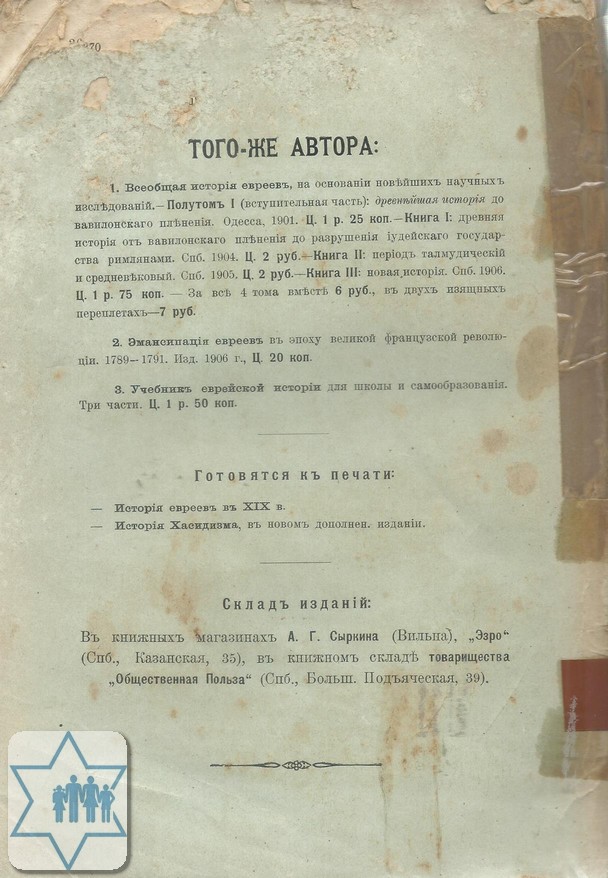 ТОГО-ЖЕ АВТОРА:
1. Всеобщая исторія евреевъ, на основаніи новѣйшихъ научныхъ
изслѣдованій.—Полутомъ I (вступительная часть): древнѣйшая исторія до
вавилонскаго плѣненія. Одесса, 1901. Ц. 1 р. 25 коп.—Книга I: древняя
исторія отъ вавилонскаго плѣненія до разрушенія іудейскаго государ-
ства римлянами. Спб. 1904. Ц. 2 руб.—Книга II: періодъ талмудическій
и средневѣковый. Спб. 1905. Ц. 2 руб.—Книга III: новая исторія. Спб. 1906.
Ц. 1 р. 75 коп. — За всѣ 4 тома вмѣстѣ 6 руб., въ двухъ изящныхъ
переплетахъ—7 руб.
2. Эмансипація евреевъ въ эпоху великой французской револю-
ціи. 1789—1791. Изд. 1906 г., Ц. 20 коп.
3. Учебникъ еврейской исторіи для школы и самообразованія.
Три части. Ц. 1 р. 50 коп.
Готовятся къ печати:
— Исторія евреевъ въ XIX в.
— Исторія Хасидизма, въ новомъ дополнен. изданіи.
Складъ изданій:
Въ книжныхъ магазинахъ А. Г. Сыркина (Вильна), „Эзро“
(Спб., Казанская, 35), въ книжномъ складѣ товарищества
„Общественная Польза“ (Спб., Больш. Подъяческая, 39).